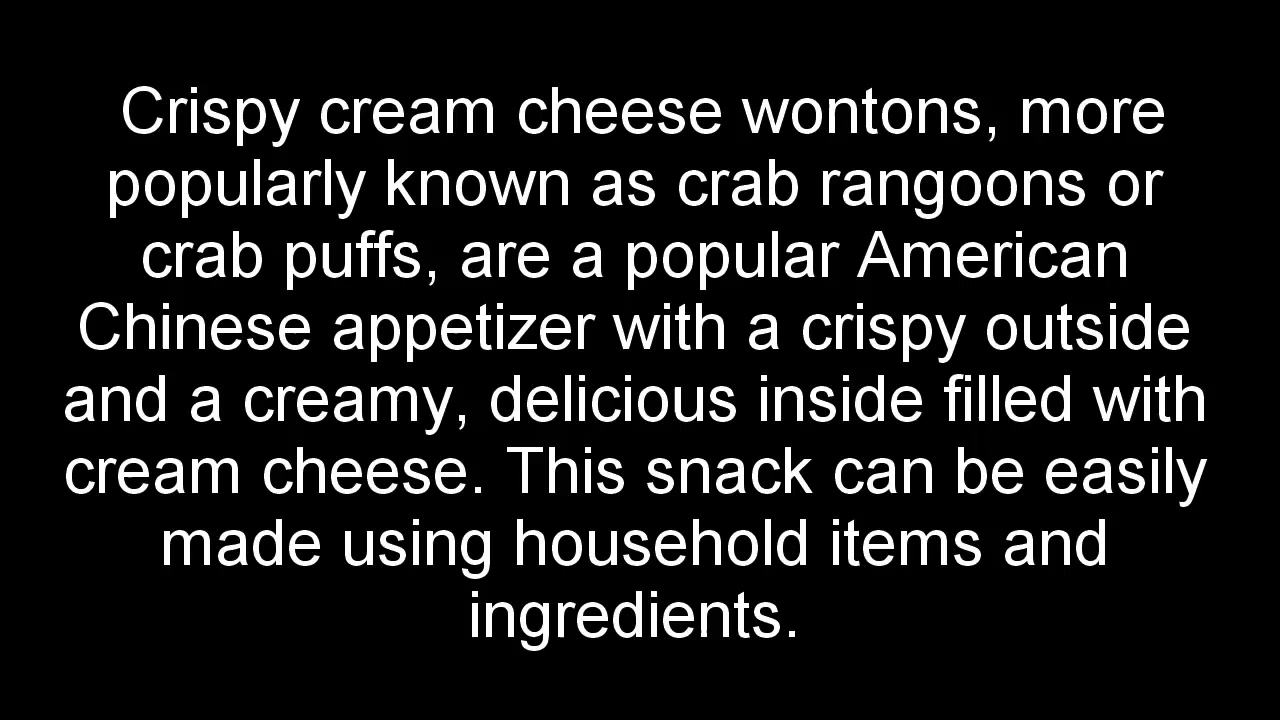 Crispy cream cheese wontons, more
popularly known as crab rangoons or
crab puffs, are a popular American
Chinese appetizer with a crispy outside
and a creamy, delicious inside filled with
cream cheese. This snack can be easily
made using household items and
ingredients.